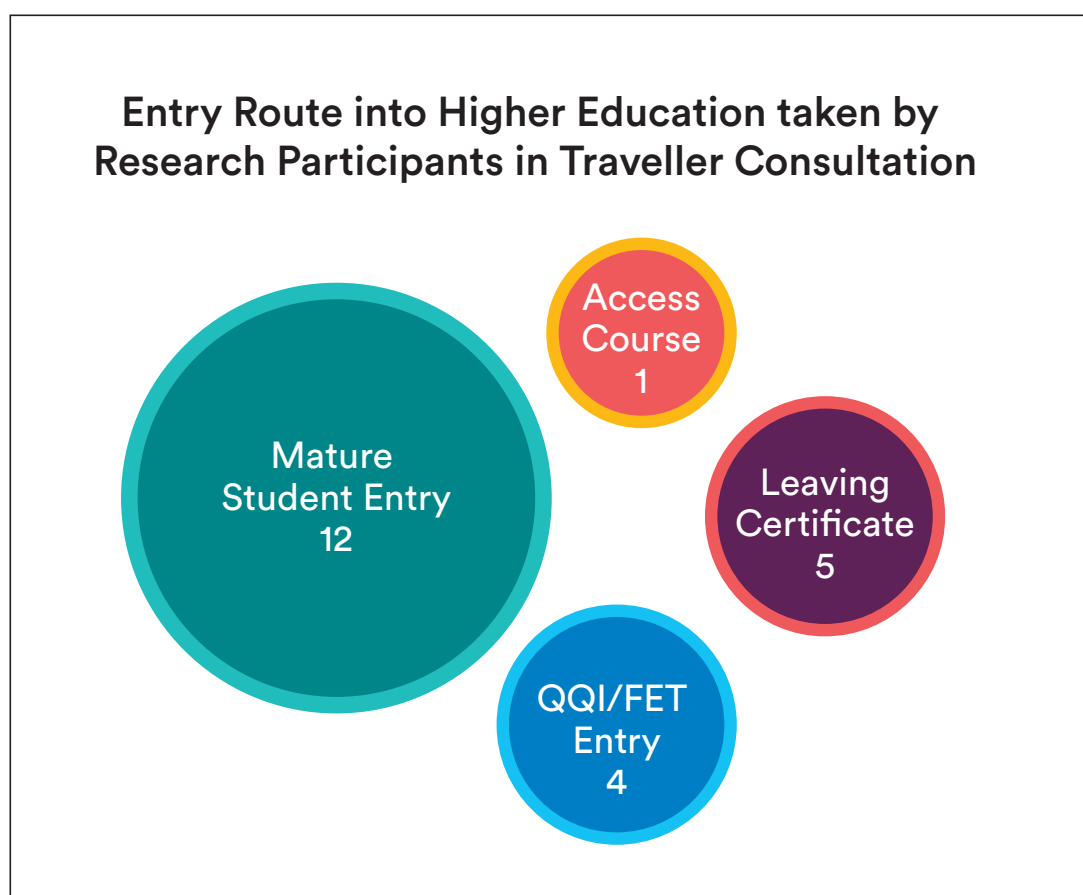 Entry Route into Higher Education taken by
Research Participants in Traveller Consultation
Access
Course
1
Mature
Student Entry
12
Leaving
Certificate
5
QQI/FET
Entry
4